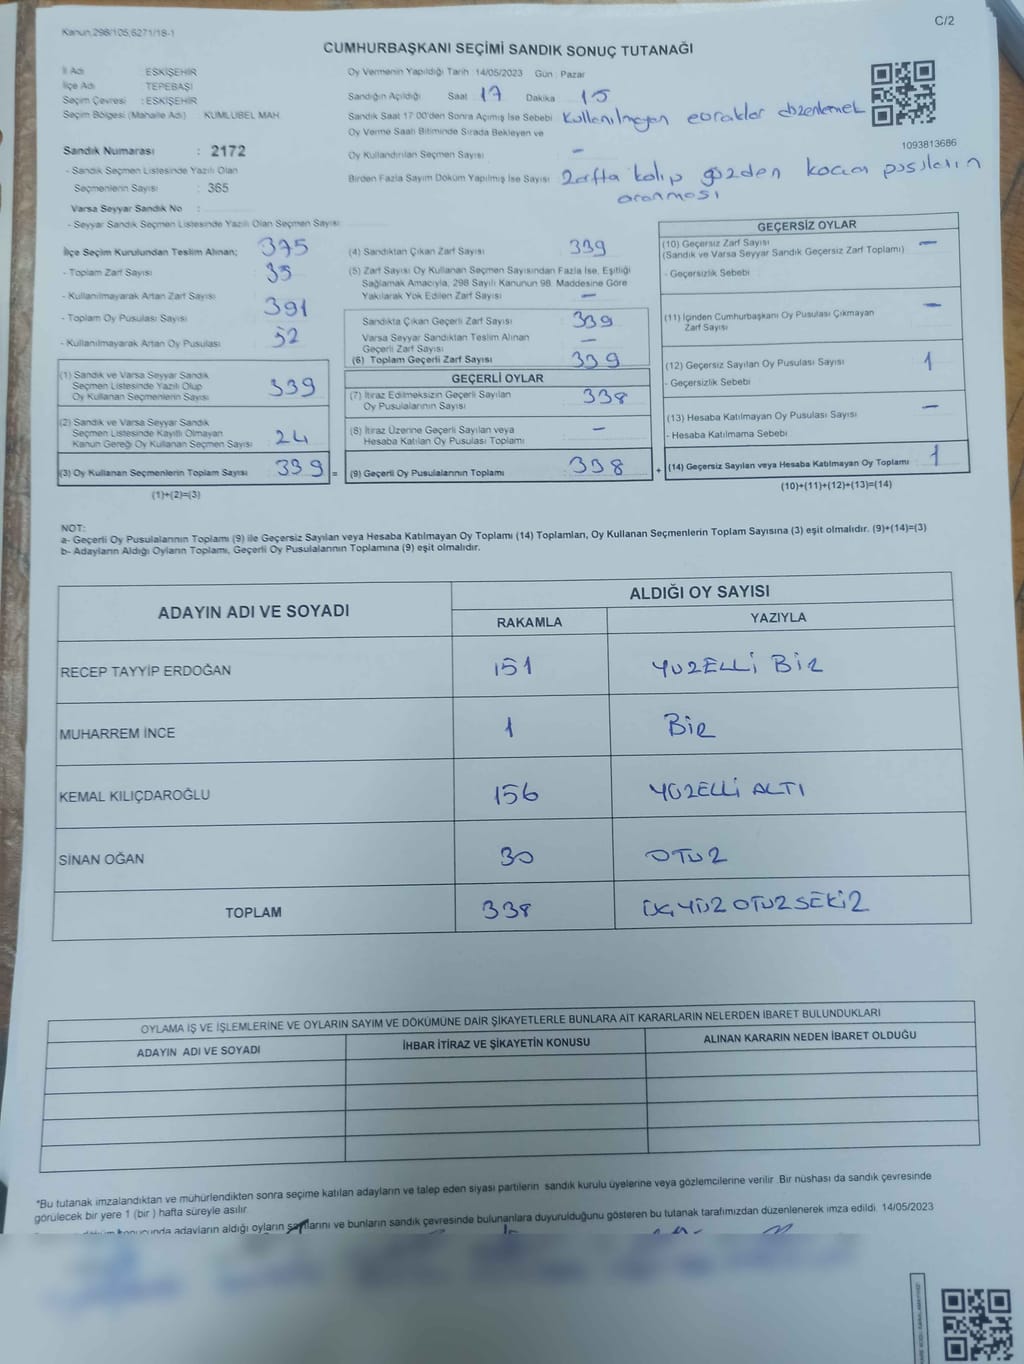 C/2
Kanun,298/105,6271/18-1
CUMHURBAŞKANI SEÇİMİ SANDIK SONUÇ TUTANAĞI
İl Adı : ESKİŞEHİR
İlçe Adı : TEPEBAŞI
Seçim Çevresi : ESKİŞEHİR
Seçim Bölgesi (Mahalle Adı) KUMLUBEL MAH
Sandık Numarası : 2172
- Sandık Seçmen Listesinde Yazılı Olan
Seçmenlerin Sayısı : 365
Varsa Seyyar Sandık No :
- Seyyar Sandık Seçmen Listesinde Yazılı Olan Seçmen Sayısı
Oy Vermenin Yapıldığı Tarih 14/05/2023 Gün : Pazar
Sandığın Açıldığı Saat 17 Dakika 15
Sandık Saat 17.00'den Sonra Açımış İse Sebebi Kullanılmayan evraklar düzenlemek
Oy Verme Saati Bitiminde Sırada Bekleyen ve
Oy Kullandırılan Seçmen Sayısı –
Birden Fazla Sayım Döküm Yapılmış İse Sayısı Zarfta kalıp gözden kaçan pusuların
aranması
1093813686
İlçe Seçim Kurulundan Teslim Alınan; 375
- Toplam Zarf Sayısı 35
- Kullanılmayarak Artan Zarf Sayısı 391
- Toplam Oy Pusulası Sayısı 52
- Kullanılmayarak Artan Oy Pusulası
(1) Sandık ve Varsa Seyyar Sandık
Seçmen Listesinde Yazılı Olup
Oy Kullanan Seçmenlerin Sayısı 339
(2) Sandık ve Varsa Seyyar Sandık
Seçmen Listesinde Kayıtlı Olmayan
Kanun Gereği Oy Kullanan Seçmen Sayısı 24
(3) Oy Kullanan Seçmenlerin Toplam Sayısı 339 =
(1)+(2)=(3)
(4) Sandıktan Çıkan Zarf Sayısı 339
(5) Zarf Sayısı Oy Kullanan Seçmen Sayısından Fazla İse, Eşitliği
Sağlamak Amacıyla, 298 Sayılı Kanunun 98. Maddesine Göre
Yakılarak Yok Edilen Zarf Sayısı –
Sandıkta Çıkan Geçerli Zarf Sayısı 339
Varsa Seyyar Sandıktan Teslim Alınan
Geçerli Zarf Sayısı –
(6) Toplam Geçerli Zarf Sayısı 339
GEÇERLİ OYLAR
(7) İtiraz Edilmeksizin Geçerli Sayılan
Oy Pusulalarının Sayısı 338
(8) İtiraz Üzerine Geçerli Sayılan veya
Hesaba Katılan Oy Pusulası Toplamı –
(9) Geçerli Oy Pusulalarının Toplamı 338 +
GEÇERSİZ OYLAR
(10) Geçersiz Zarf Sayısı –
(Sandık ve Varsa Seyyar Sandık Geçersiz Zarf Toplamı)
- Geçersizlik Sebebi
(11) İçinden Cumhurbaşkanı Oy Pusulası Çıkmayan
Zarf Sayısı –
(12) Geçersiz Sayılan Oy Pusulası Sayısı 1
- Geçersizlik Sebebi
(13) Hesaba Katılmayan Oy Pusulası Sayısı –
- Hesaba Katılmama Sebebi
(14) Geçersiz Sayılan veya Hesaba Katılmayan Oy Toplamı 1
(10)+(11)+(12)+(13)=(14)
NOT:
a- Geçerli Oy Pusulalarının Toplamı (9) ile Geçersiz Sayılan veya Hesaba Katılmayan Oy Toplamı (14) Toplamları, Oy Kullanan Seçmenlerin Toplam Sayısına (3) eşit olmalıdır. (9)+(14)=(3)
b- Adayların Aldığı Oyların Toplamı, Geçerli Oy Pusulalarının Toplamına (9) eşit olmalıdır.
ADAYIN ADI VE SOYADI ALDIĞI OY SAYISI
RAKAMLA YAZIYLA
RECEP TAYYİP ERDOĞAN 151 YÜZELLİ BİR
MUHARREM İNCE 1 BİR
KEMAL KILIÇDAROĞLU 156 YÜZELLİ ALTI
SİNAN OĞAN 30 OTUZ
TOPLAM 338 ÜÇYÜZ OTUZ SEKİZ
OYLAMA İŞ VE İŞLEMLERİNE VE OYLARIN SAYIM VE DÖKÜMÜNE DAİR ŞİKAYETLERLE BUNLARA AİT KARARLARIN NELERDEN İBARET BULUNDUKLARI
ADAYIN ADI VE SOYADI İHBAR İTİRAZ VE ŞİKAYETİN KONUSU ALINAN KARARIN NEDEN İBARET OLDUĞU
*Bu tutanak imzalandıktan ve mühürlendikten sonra seçime katılan adayların ve talep eden siyası partilerin sandık kurulu üyelerine veya gözlemcilerine verilir. Bir nüshası da sandık çevresinde
görülecek bir yere 1 (bir ) hafta süreyle asılır.
adayların aldığı oyların sayılarını ve bunların sandık çevresinde bulunanlara duyurulduğunu gösteren bu tutanak tarafımızdan düzenlenerek imza edildi. 14/05/2023